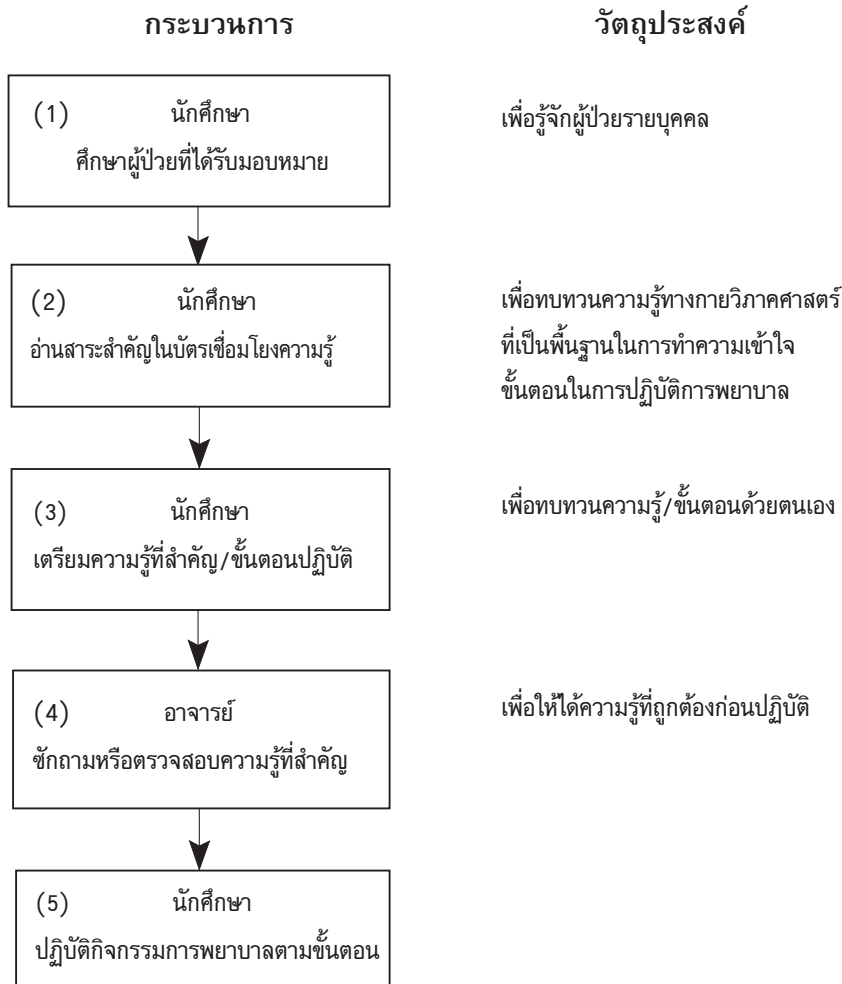 กระบวนการ
วัตถุประสงค์
(1) นักศึกษา
ศึกษาผู้ป่วยที่ได้รับมอบหมาย
เพื่อรู้จักผู้ป่วยรายบุคคล
(2) นักศึกษา
อ่านสาระสำคัญในบัตรเชื่อมโยงความรู้
เพื่อทบทวนความรู้ทางกายวิภาคศาสตร์
ที่เป็นพื้นฐานในการทำความเข้าใจ
ขั้นตอนในการปฏิบัติการพยาบาล
(3) นักศึกษา
เตรียมความรู้ที่สำคัญ/ขั้นตอนปฏิบัติ
เพื่อทบทวนความรู้/ขั้นตอนด้วยตนเอง
(4) อาจารย์
ซักถามหรือตรวจสอบความรู้ที่สำคัญ
เพื่อให้ได้ความรู้ที่ถูกต้องก่อนปฏิบัติ
(5) นักศึกษา
ปฏิบัติกิจกรรมการพยาบาลตามขั้นตอน